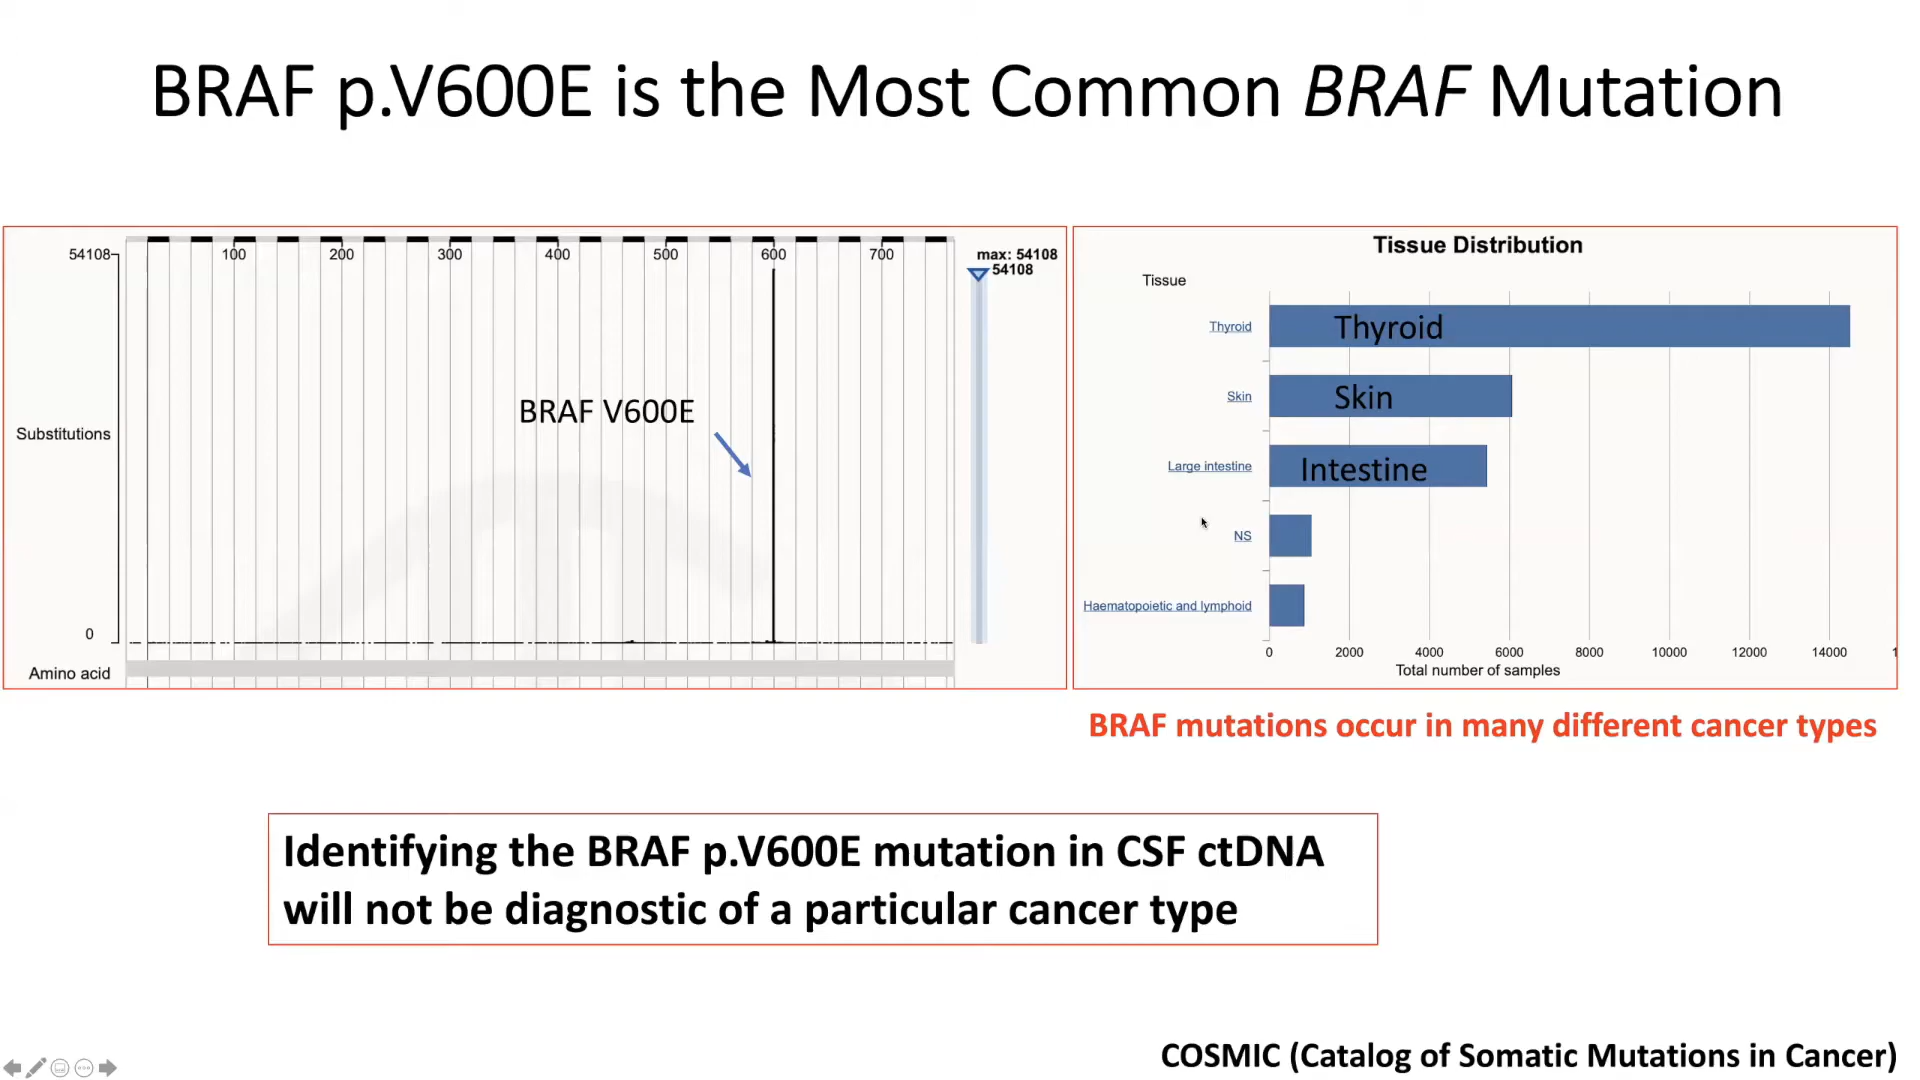 BRAF p.V600E is the Most Common BRAF Mutation
54108
100 200 300 400 500 600 700
max: 54108
54108
BRAF V600E
Substitutions
0
Amino acid
Tissue Distribution
Tissue
Thyroid Thyroid
Skin Skin
Large intestine Intestine
NS
Haematopoietic and lymphoid
0 2000 4000 6000 8000 10000 12000 14000 1
Total number of samples
BRAF mutations occur in many different cancer types
Identifying the BRAF p.V600E mutation in CSF ctDNA
will not be diagnostic of a particular cancer type
COSMIC (Catalog of Somatic Mutations in Cancer)